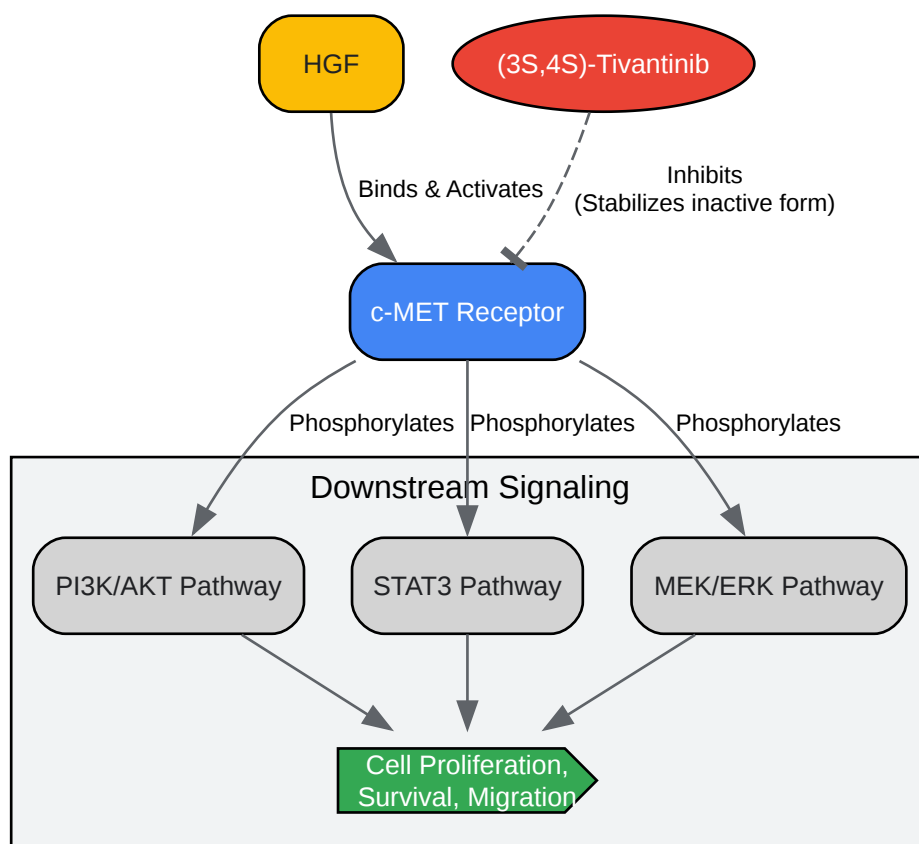 HGF
(3S,4S)-Tivantinib
Binds & Activates
Inhibits
(Stabilizes inactive form)
c-MET Receptor
Phosphorylates
Phosphorylates
Phosphorylates
Downstream Signaling
PI3K/AKT Pathway
STAT3 Pathway
MEK/ERK Pathway
Cell Proliferation,
Survival, Migration